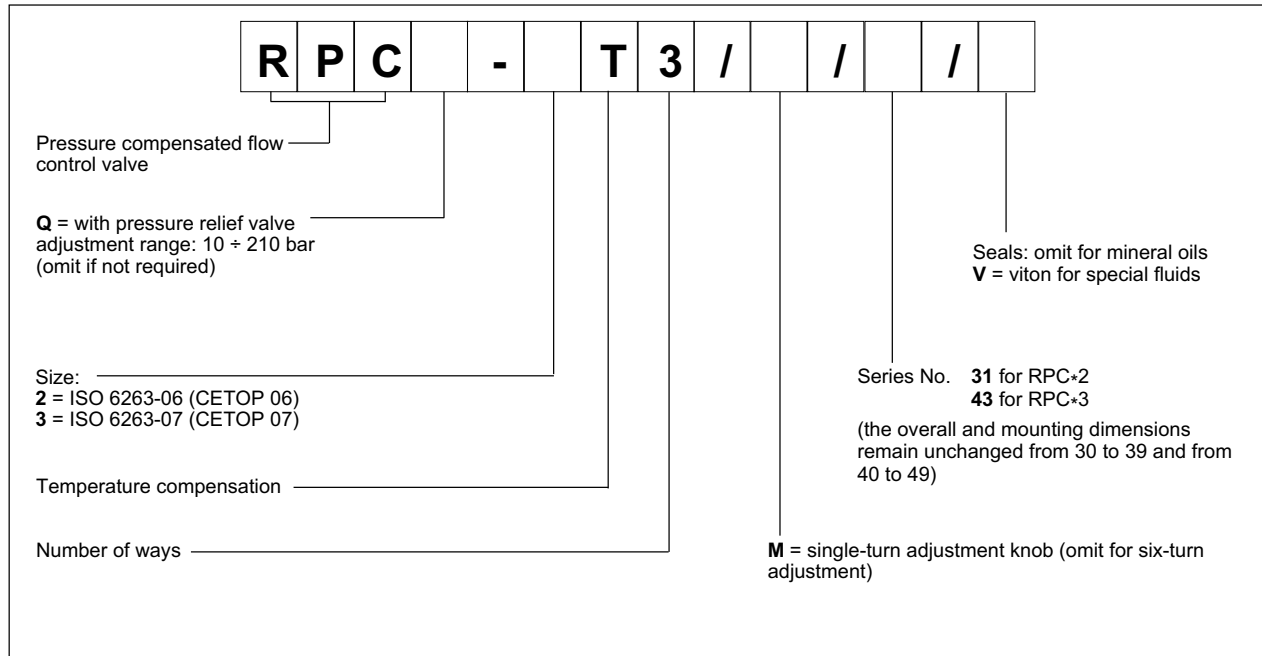 R P C - T 3 / / /
Pressure compensated flow
control valve
Q = with pressure relief valve
adjustment range: 10 ÷ 210 bar
(omit if not required)
Seals: omit for mineral oils
V = viton for special fluids
Size:
2 = ISO 6263-06 (CETOP 06)
3 = ISO 6263-07 (CETOP 07)
Series No. 31 for RPC*2
43 for RPC*3
(the overall and mounting dimensions
remain unchanged from 30 to 39 and from
40 to 49)
Temperature compensation
Number of ways
M = single-turn adjustment knob (omit for six-turn
adjustment)